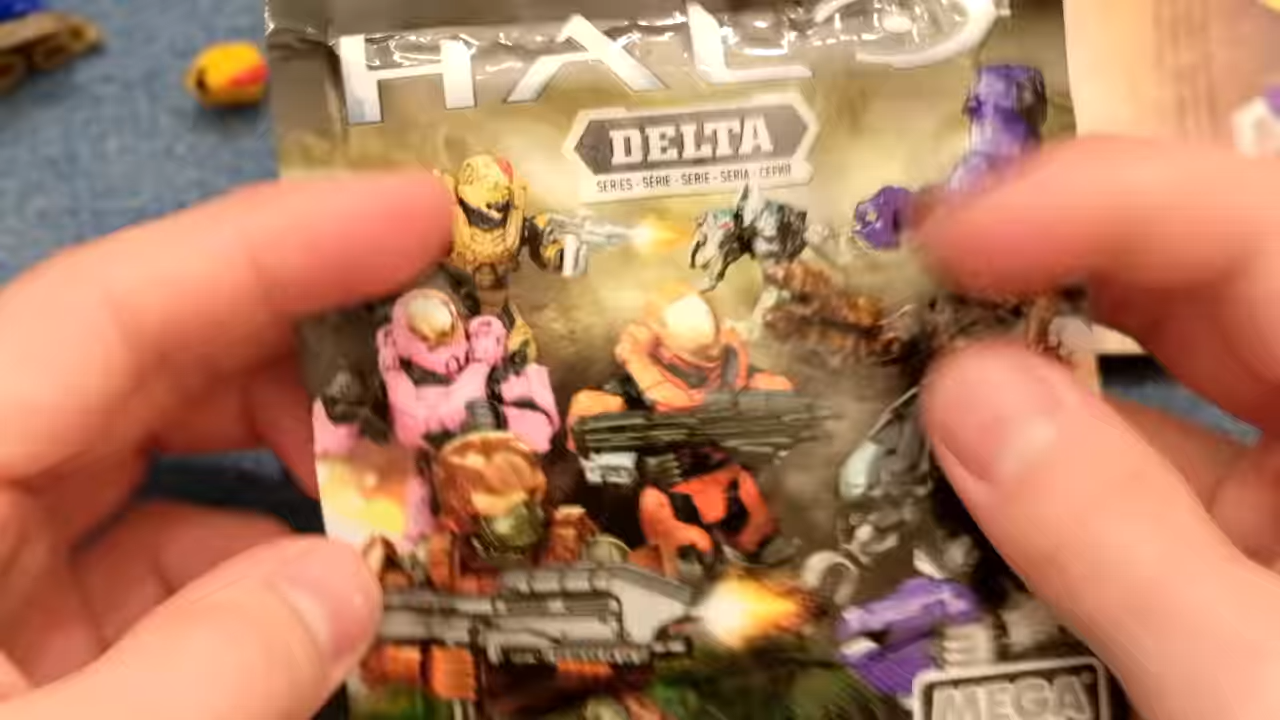 HALO
DELTA
SERIES - SÉRIE - SERIE - SERIA - СЕРИЯ
MEGA